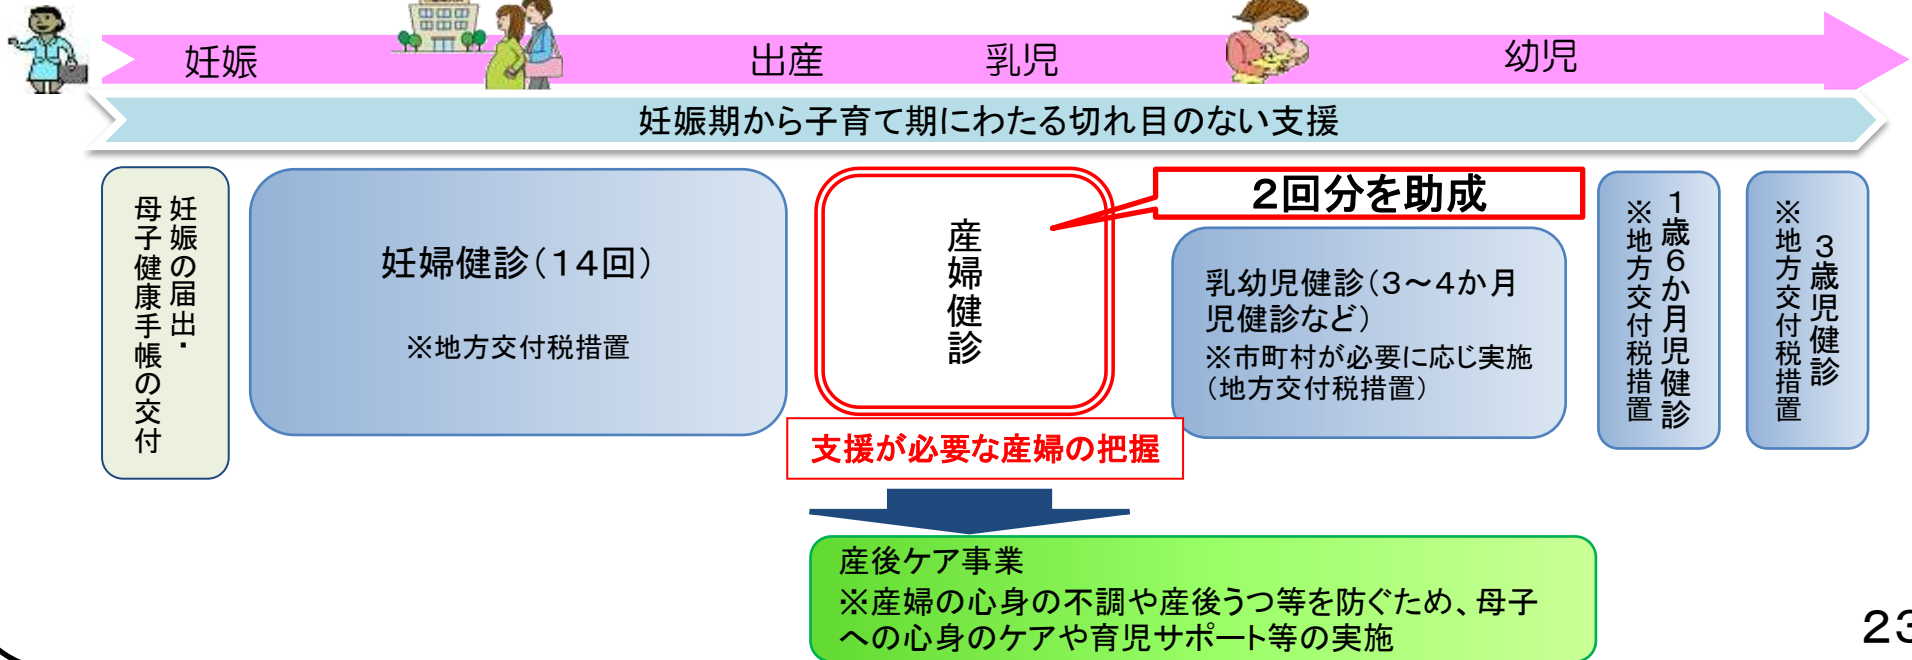 妊娠
出産
乳児
幼児
妊娠期から子育て期にわたる切れ目のない支援
妊娠の届出・
母子健康手帳の交付
妊婦健診（１４回）
※地方交付税措置
産婦健診
２回分を助成
支援が必要な産婦の把握
乳幼児健診（３～４か月
児健診など）
※市町村が必要に応じ実施
（地方交付税措置）
１歳６か月児健診
※地方交付税措置
３歳児健診
※地方交付税措置
産後ケア事業
※産婦の心身の不調や産後うつ等を防ぐため、母子
への心身のケアや育児サポート等の実施
23